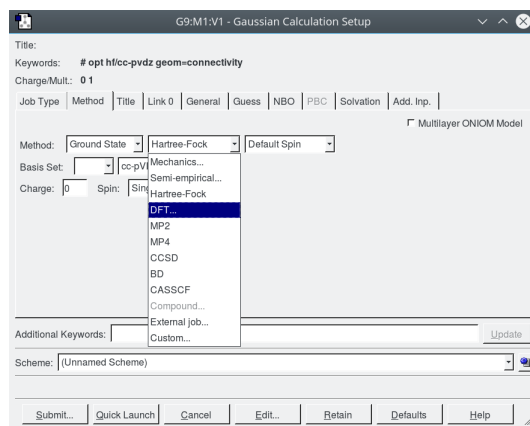 G9:M1:V1 - Gaussian Calculation Setup
Title:
Keywords: # opt hf/cc-pvdz geom=connectivity
Charge/Mult.: 0 1
Job Type Method Title Link 0 General Guess NBO PBC Solvation Add. Inp.
Multilayer ONIOM Model
Method: Ground State Hartree-Fock Default Spin
Basis Set:
Charge: 0 Spin:
Mechanics...
Semi-empirical...
Hartree-Fock
DFT...
MP2
MP4
CCSD
BD
CASSCF
Compound...
External job...
Custom...
Additional Keywords: Update
Scheme: (Unnamed Scheme)
Submit... Quick Launch Cancel Edit... Retain Defaults Help